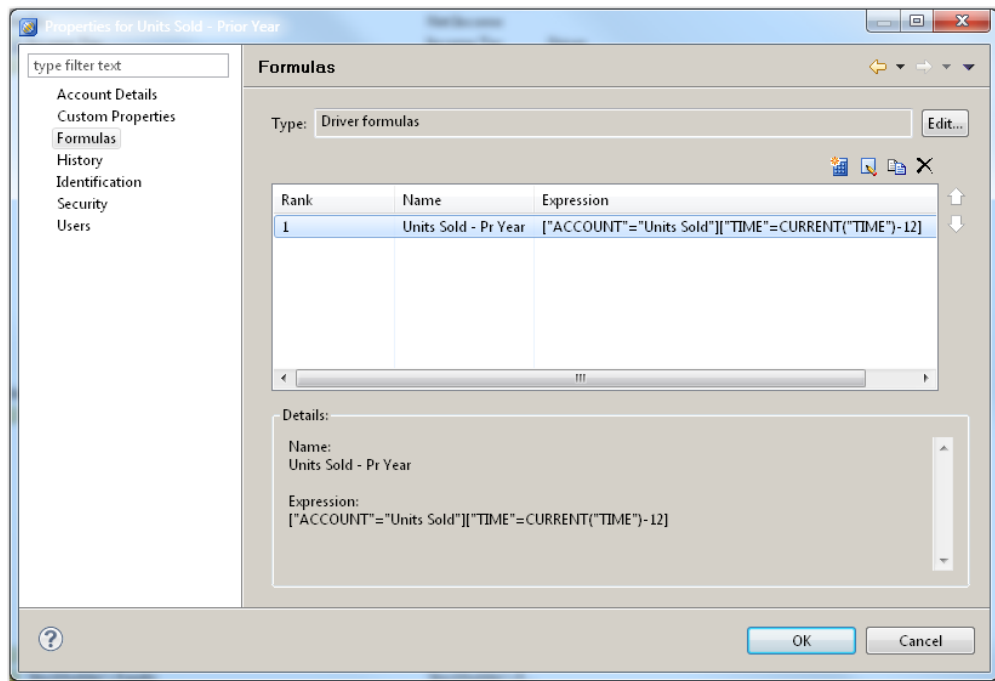 Properties for Units Sold - Prior Year
type filter text
Account Details
Custom Properties
Formulas
History
Identification
Security
Users
Formulas
Type: Driver formulas Edit...
Rank Name Expression
1 Units Sold - Pr Year ["ACCOUNT"="Units Sold"]["TIME"=CURRENT("TIME")-12]
Details:
Name:
Units Sold - Pr Year
Expression:
["ACCOUNT"="Units Sold"]["TIME"=CURRENT("TIME")-12]
OK Cancel